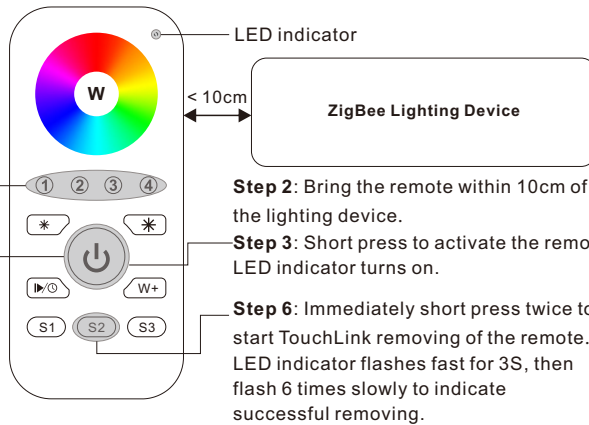 LED indicator
W
< 10cm
ZigBee Lighting Device
1 2 3 4
Step 2: Bring the remote within 10cm of
the lighting device.
Step 3: Short press to activate the
LED indicator turns on.
W+
S1 S2 S3
Step 6: Immediately short press twice to
start TouchLink removing of the remote.
LED indicator flashes fast for 3S, then
flash 6 times slowly to indicate
successful removing.